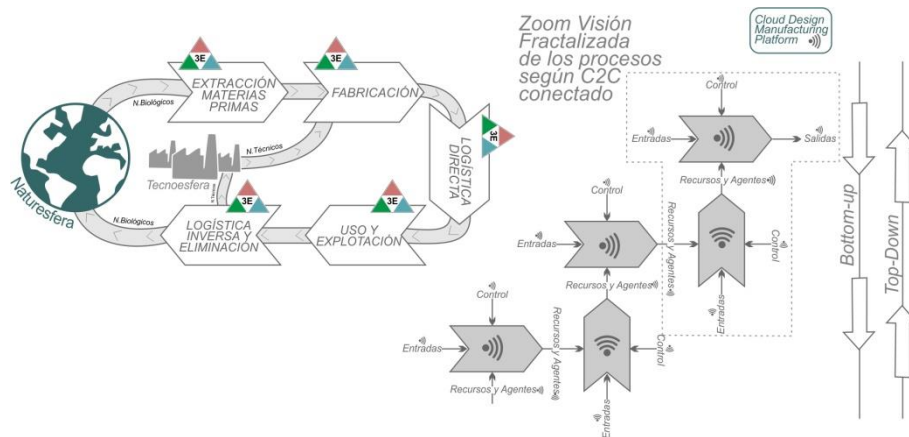 Zoom Visión
Fractalizada
de los procesos
según C2C
conectado
Cloud Design
Manufacturing
Platform
3E
EXTRACCIÓN
MATERIAS
PRIMAS
3E
FABRICACIÓN
N.Biológicos
N.Técnicos
Tecnoesfera
Naturesfera
3E
LOGÍSTICA
DIRECTA
N.Biológicos
3E
LOGÍSTICA
INVERSA Y
ELIMINACIÓN
3E
USO Y
EXPLOTACIÓN
Control
Entradas
Salidas
Recursos y Agentes
Control
Entradas
Recursos y Agentes
Recursos y Agentes
Control
Entradas
Control
Entradas
Recursos y Agentes
Recursos y Agentes
Control
Entradas
Bottom-up
Top-Down